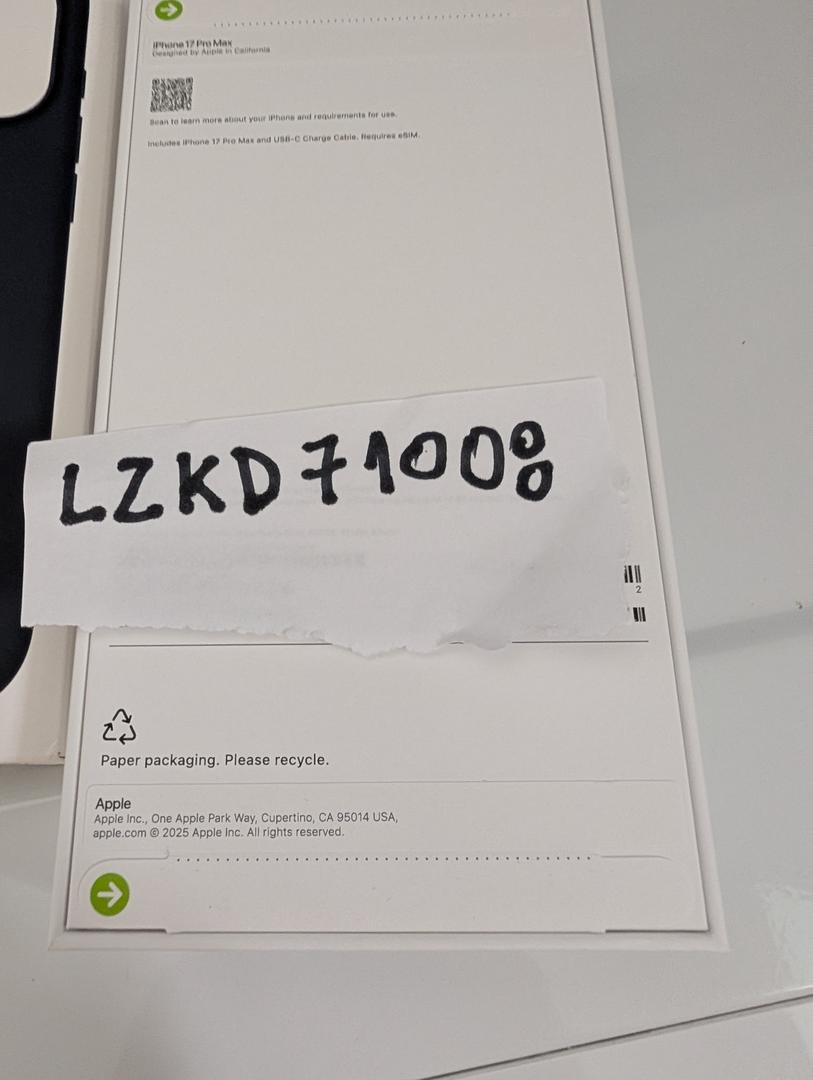 iPhone 17 Pro Max
Designed by Apple in California
Scan to learn more about your iPhone and requirements for use.
Includes iPhone 17 Pro Max and USB-C Charge Cable. Requires eSIM.
LZKD71008
2
Paper packaging. Please recycle.
Apple
Apple Inc., One Apple Park Way, Cupertino, CA 95014 USA,
apple.com © 2025 Apple Inc. All rights reserved.